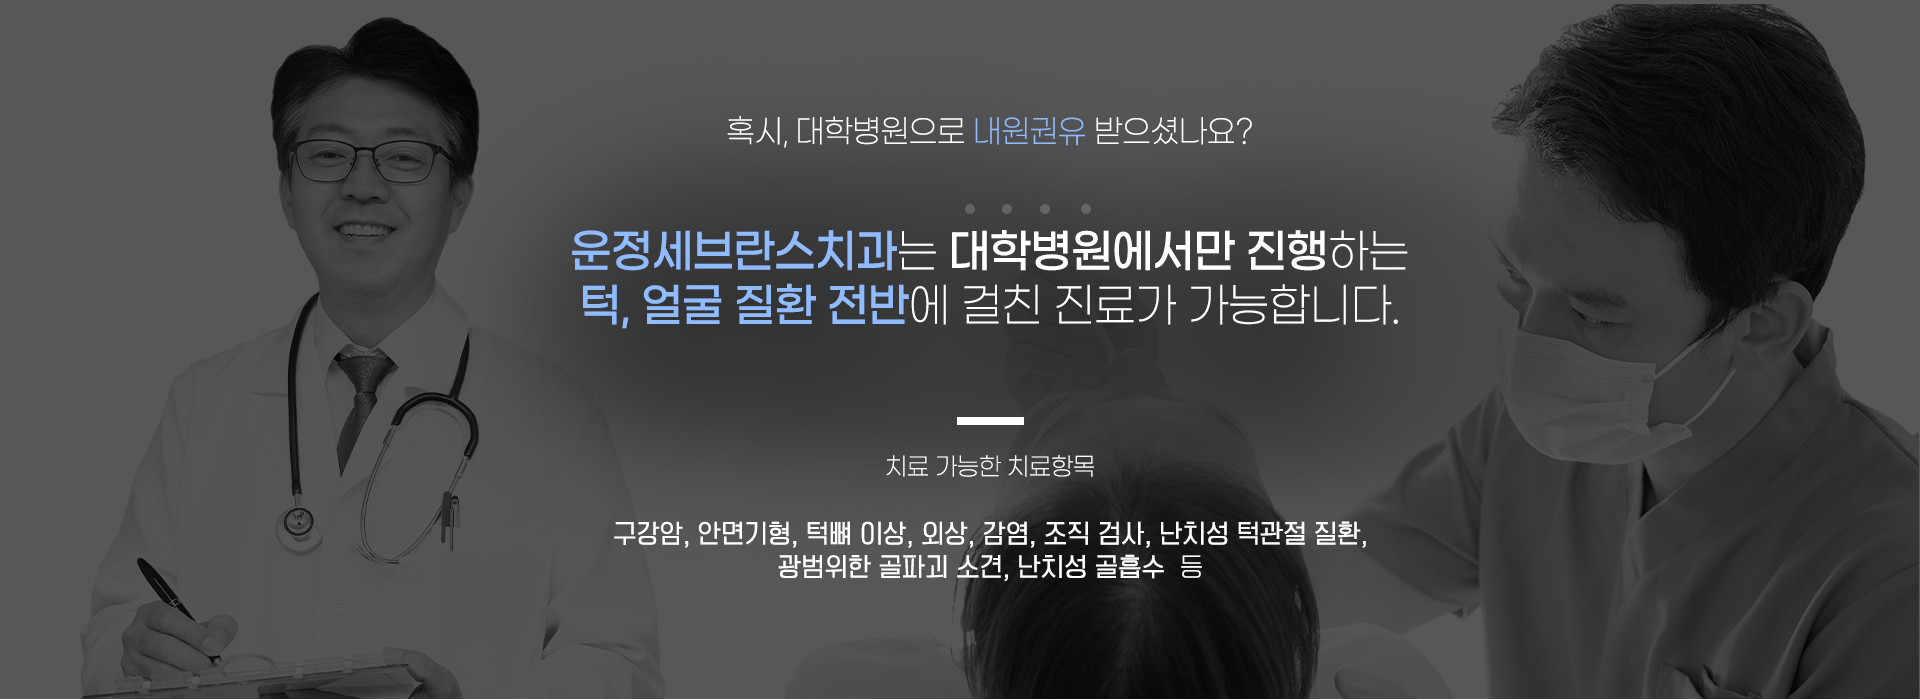 혹시, 대학병원으로 내원권유 받으셨나요?
운정세브란스치과는 대학병원에서만 진행하는
턱, 얼굴 질환 전반에 걸친 진료가 가능합니다.
치료 가능한 치료항목
구강암, 안면기형, 턱뼈 이상, 외상, 감염, 조직 검사, 난치성 턱관절 질환,
광범위한 골파괴 소견, 난치성 골흡수 등